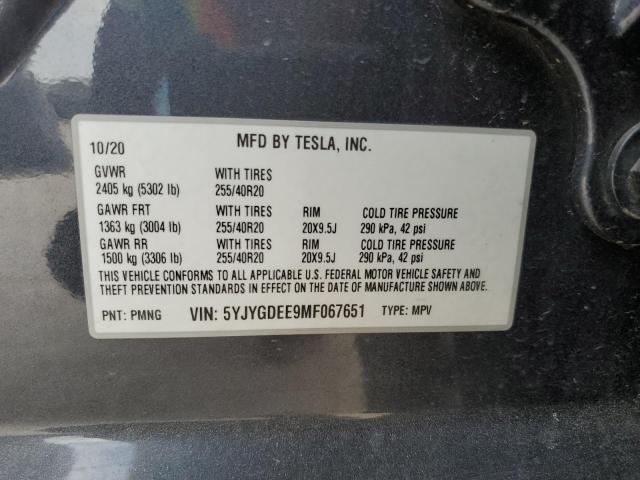 10/20 MFD BY TESLA, INC.
GVWR WITH TIRES
2405 kg (5302 lb) 255/40R20
GAWR FRT WITH TIRES RIM COLD TIRE PRESSURE
1363 kg (3004 lb) 255/40R20 20X9.5J 290 kPa, 42 psi
GAWR RR WITH TIRES RIM COLD TIRE PRESSURE
1500 kg (3306 lb) 255/40R20 20X9.5J 290 kPa, 42 psi
THIS VEHICLE CONFORMS TO ALL APPLICABLE U.S. FEDERAL MOTOR VEHICLE SAFETY AND
THEFT PREVENTION STANDARDS IN EFFECT ON THE DATE OF MANUFACTURE SHOWN ABOVE.
PNT: PMNG VIN: 5YJYGDEE9MF067651 TYPE: MPV